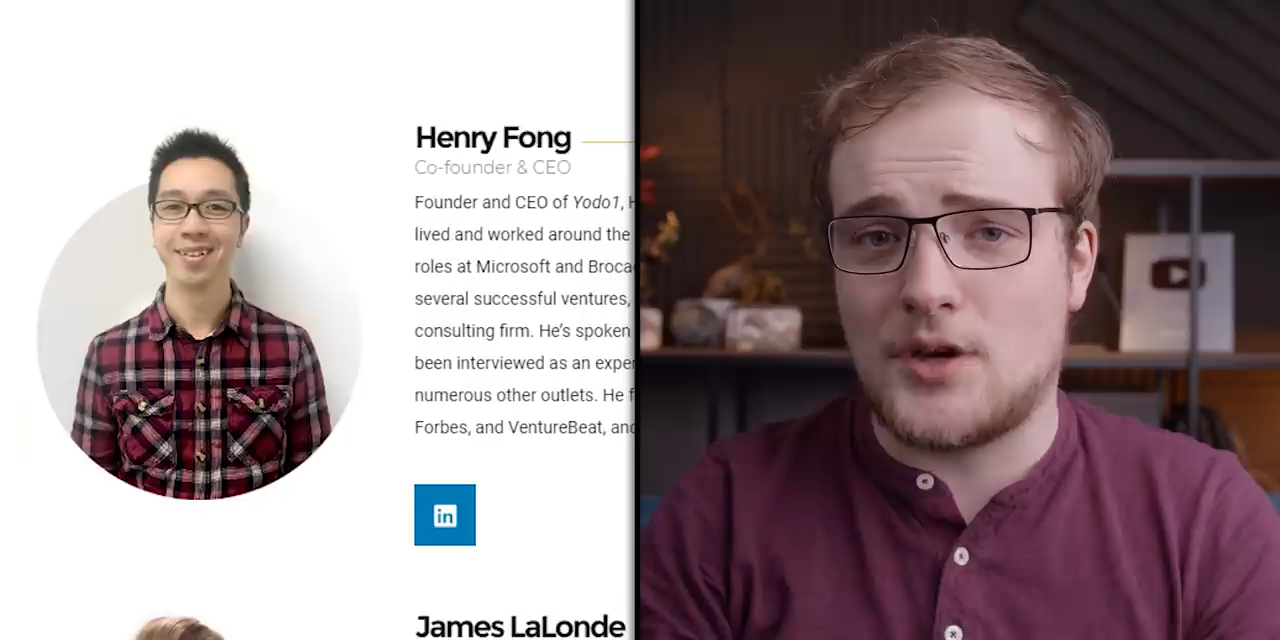 Henry Fong
Co-founder & CEO
Founder and CEO of Yodo1, H
lived and worked around the
roles at Microsoft and Broca
several successful ventures,
consulting firm. He's spoken
been interviewed as an exper
numerous other outlets. He f
Forbes, and VentureBeat, and
in
James LaLonde